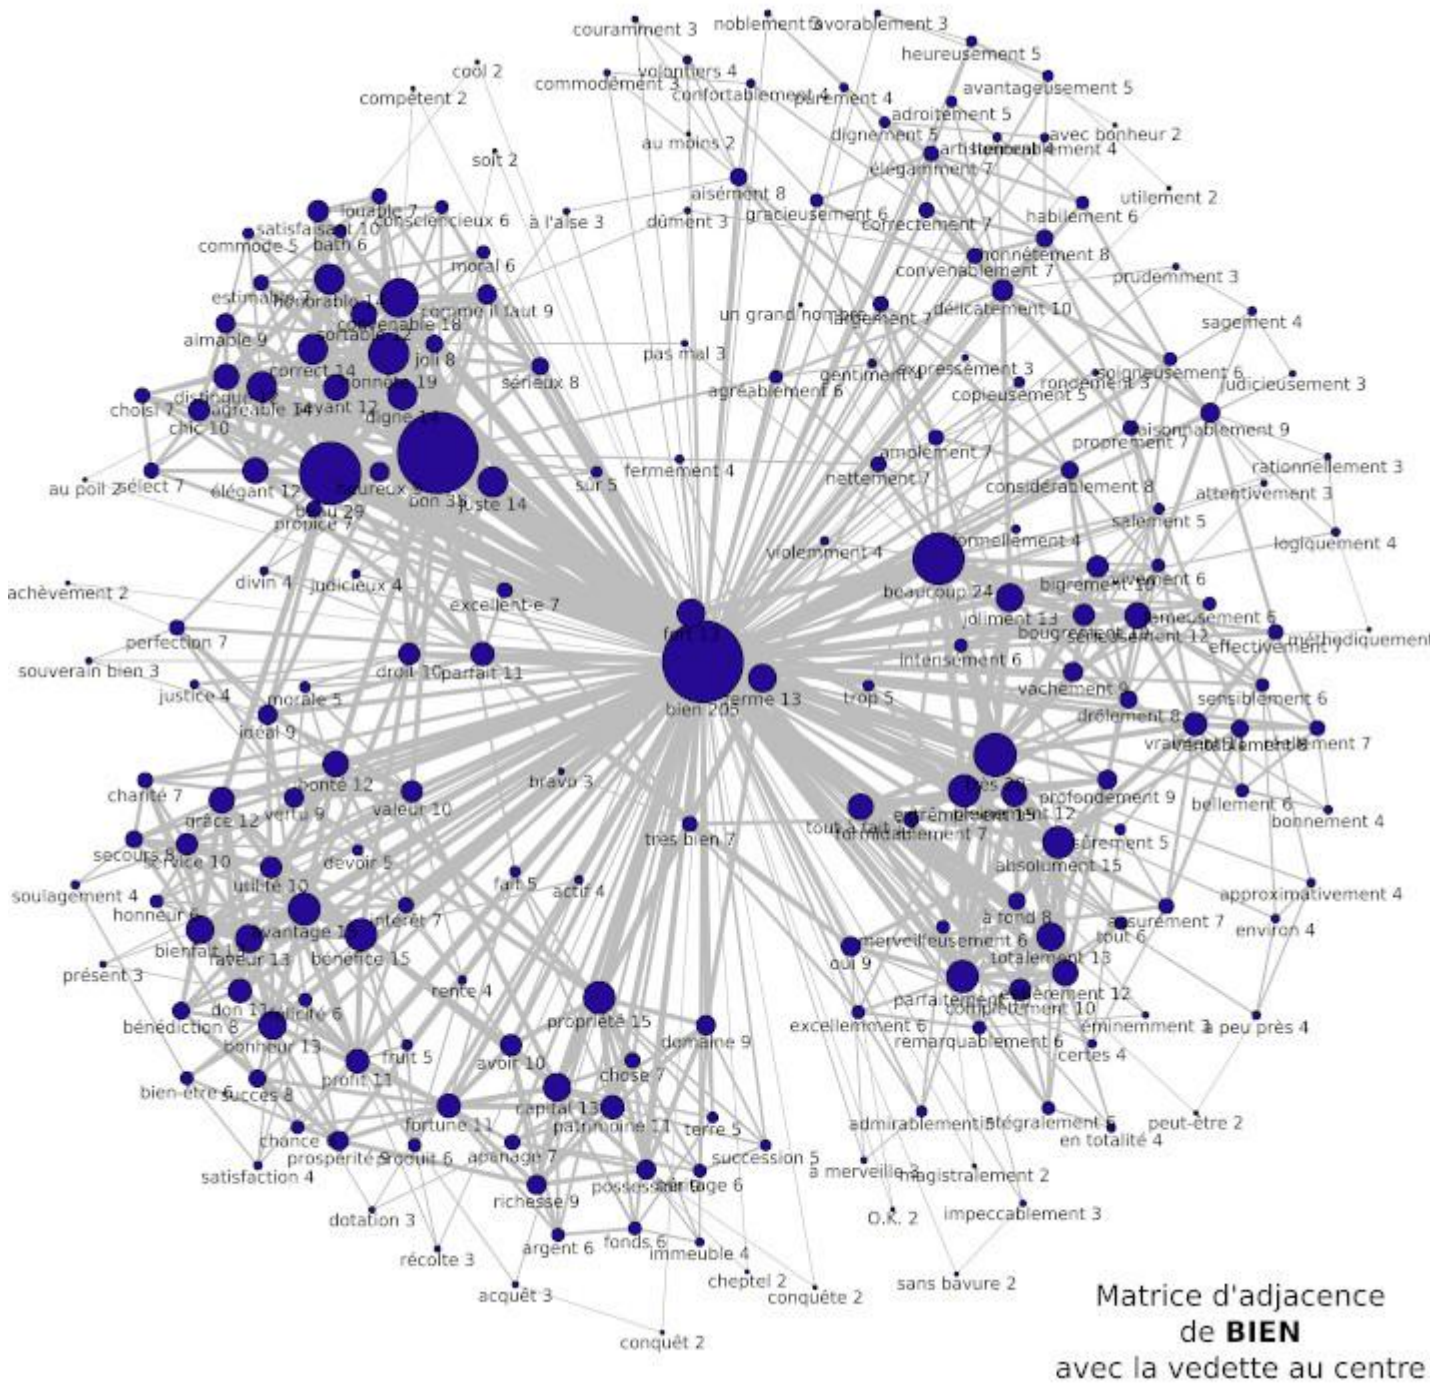 couramment 3
favorablement 3
heureusement 5
volontiers 4
commodément 3
cool 2
compétent 2
avantageusement 5
purement 4
adroitement 5
dignement 5
avec bonheur 2
au moins 2
soit 2
élégamment 7
aisément 8
utilement 2
louable 7
consciencieux 6
à l'aise 3
dûment 3
gracieusement 6
habilement 6
satisfaisant 10
correctement 7
commode 5
bath 6
honnêtement 8
moral 6
convenablement 7
prudemment 3
comme il faut 9
délicatement 10
un grand nombre
largement 7
sagement 4
convenable 18
aimable 9
pas mal 3
joli 8
correct 14
expressément 3
gentiment 4
soigneusement 6
judicieusement 3
sérieux 8
rondement 3
agréablement 6
copieusement 5
honnête 19
choisi 7
digne 14
chic 10
proprement 7
raisonnablement 9
amplement 7
fermement 4
rationnellement 3
nettement 7
au poil 2
sélect 7
élégant 12
sûr 5
considérablement 8
attentivement 3
juste 14
beau 29
propice 7
salement 5
formellement 4
logiquement 4
violemment 4
divin 4
judicieux 4
bigrement 10
vivement 6
achèvement 2
excellent-e 7
beaucoup 24
joliment 13
perfection 7
fort 12
méthodiquement
effectivement 7
intensément 6
souverain bien 3
droit 10
parfait 11
justice 4
morale 5
vachement 9
sensiblement 6
ferme 13
trop 5
bien 205
drôlement 8
idéal 9
bonté 12
bravo 3
charité 7
profondément 9
bellement 6
grâce 12
vertu 9
valeur 10
bonnement 4
tout à fait
formidablement 7
très bien 7
sûrement 5
secours 8
service 10
devoir 5
absolument 15
utilité 10
fait 5
actif 4
soulagement 4
approximativement 4
honneur 6
intérêt 7
à fond 8
assurément 7
environ 4
avantage 18
tout 6
merveilleusement 6
faveur 13
bénéfice 15
totalement 13
oui 9
présent 3
rente 4
entièrement 12
complètement 10
don 11
bénédiction 8
propriété 15
excellemment 6
éminemment 3
à peu près 4
bonheur 13
domaine 9
remarquablement 6
certes 4
fruit 5
avoir 10
chose 7
profit 11
bien-être 6
succès 8
capital 13
fortune 11
patrimoine 11
terre 5
admirablement 5
intégralement 5
peut-être 2
en totalité 4
chance
prospérité 9
produit 6
apanage 7
succession 5
satisfaction 4
à merveille 3
magistralement 2
richesse 9
possession 9
héritage 6
dotation 3
O.K. 2
impeccablement 3
argent 6
fonds 6
immeuble 4
récolte 3
cheptel 2
sans bavure 2
acquêt 3
conquête 2
conquêt 2
Matrice d'adjacence
de BIEN
avec la vedette au centre